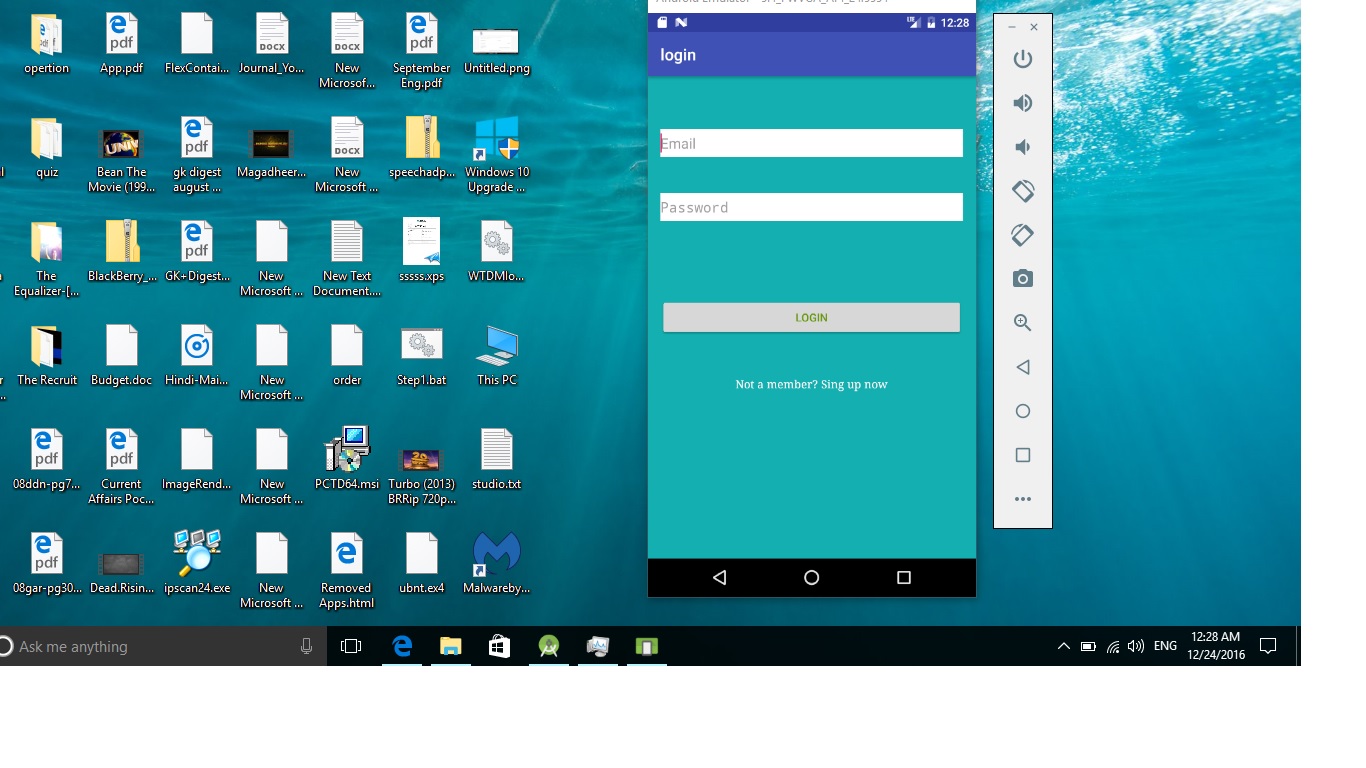 opertion
App.pdf
FlexContai...
Journal_Yo...
New
Microsof...
September
Eng.pdf
Untitled.png
quiz
Bean The
Movie (199...
gk digest
august ...
Magadheer...
New
Microsoft ...
speechadp...
Windows 10
Upgrade ...
The
Equalizer-[...
BlackBerry_...
GK+Digest...
New
Microsoft ...
New Text
Document....
sssss.xps
WTDMlo...
The Recruit
Budget.doc
Hindi-Mai...
New
Microsoft ...
order
Step1.bat
This PC
08ddn-pg7...
Current
Affairs Poc...
ImageRend...
New
Microsoft ...
PCTD64.msi
Turbo (2013)
BRRip 720p...
studio.txt
08gar-pg30...
Dead.Risin...
ipscan24.exe
New
Microsoft ...
Removed
Apps.html
ubnt.ex4
Malwareby...
12:28
login
Email
Password
LOGIN
Not a member? Sing up now
Ask me anything
ENG
12:28 AM
12/24/2016